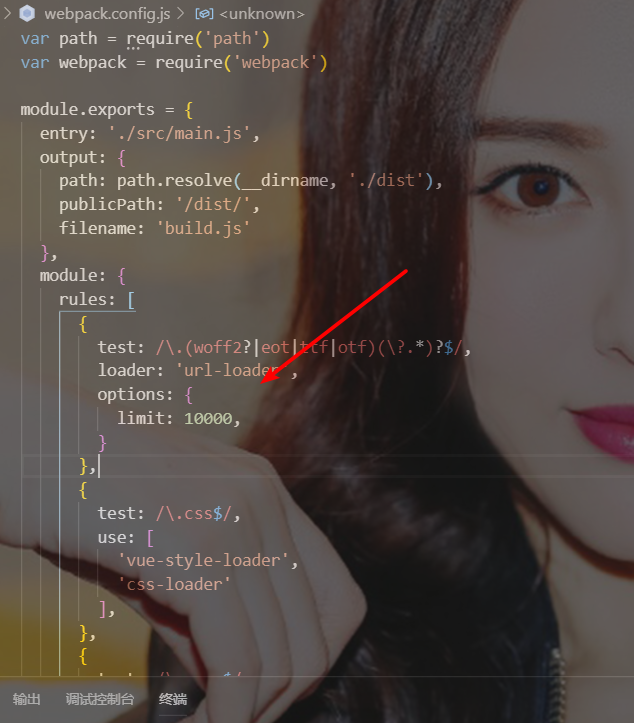 webpack.config.js > <unknown>
var path = require('path')
var webpack = require('webpack')
module.exports = {
entry: './src/main.js',
output: {
path: path.resolve(__dirname, './dist'),
publicPath: '/dist/',
filename: 'build.js'
},
module: {
rules: [
{
test: /\.(woff2?|eot|ttf|otf)(\?.*)?$/,
loader: 'url-loader',
options: {
limit: 10000,
}
},
{
test: /\.css$/,
use: [
'vue-style-loader',
'css-loader'
],
},
{
输出 调试控制台 终端